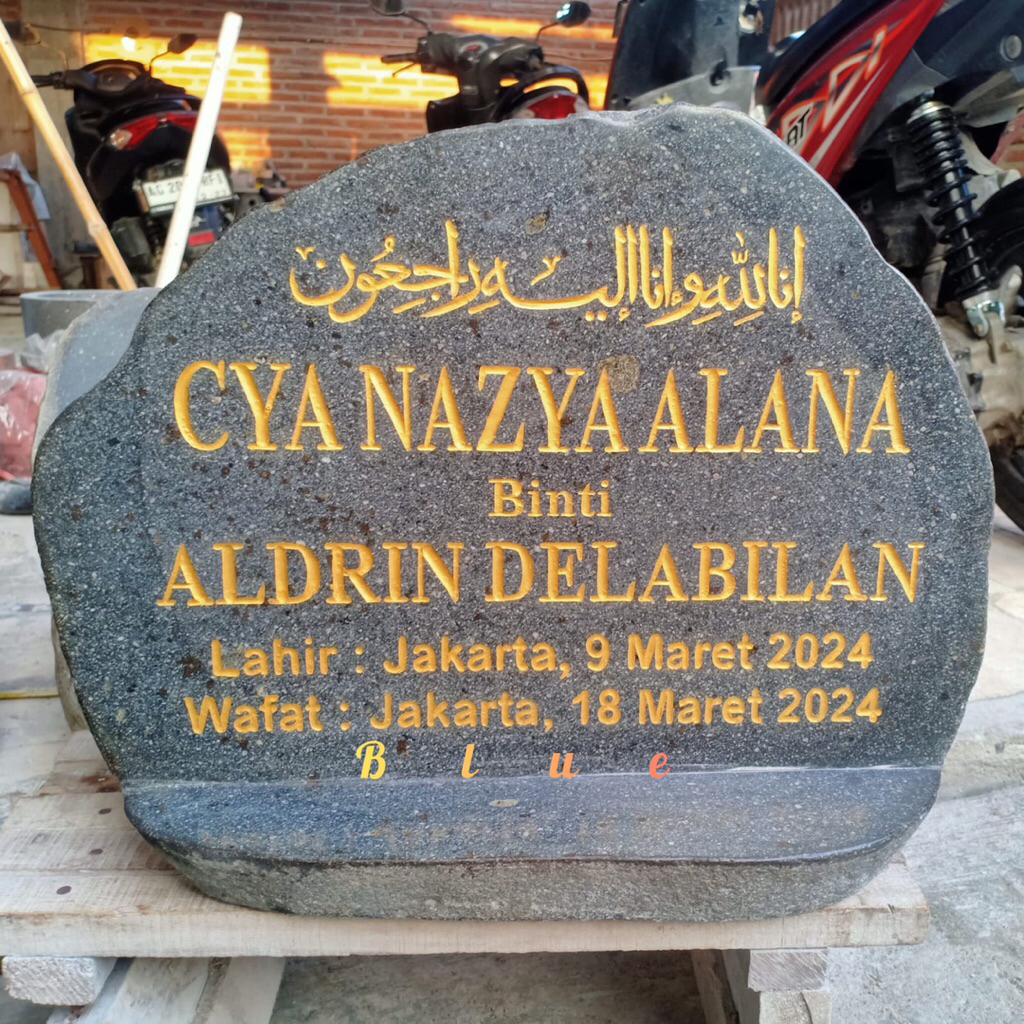 إنا لله وإنا إليه راجعون
CYA NAZYA ALANA
Binti
ALDRIN DELABILAN
Lahir : Jakarta, 9 Maret 2024
Wafat : Jakarta, 18 Maret 2024
Blue